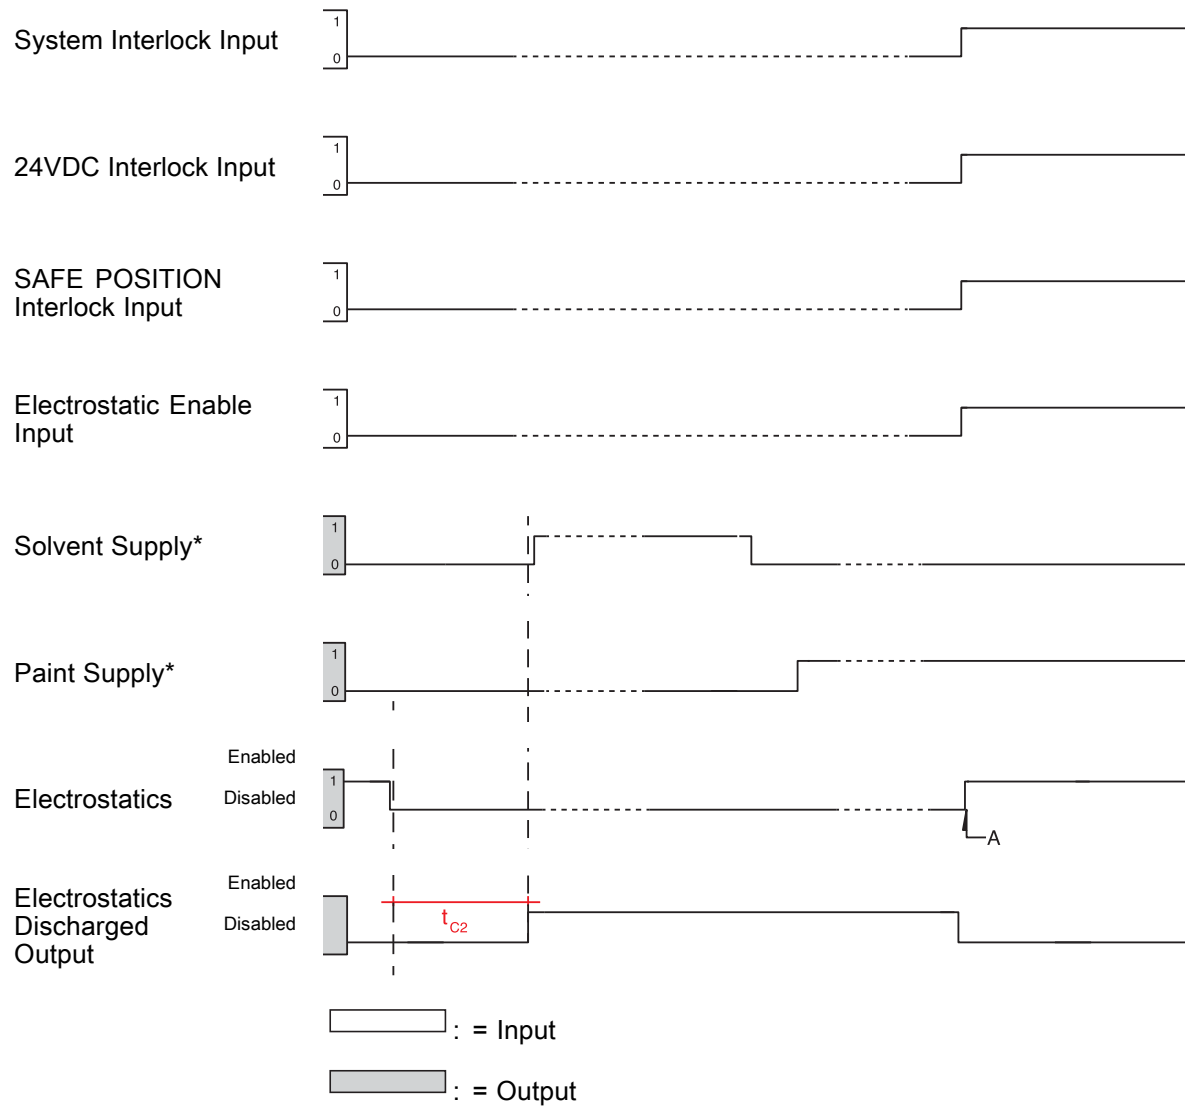 System Interlock Input
1
0
24VDC Interlock Input
1
0
SAFE POSITION
Interlock Input
1
0
Electrostatic Enable
Input
1
0
Solvent Supply*
1
0
Paint Supply*
1
0
Electrostatics
Enabled
Disabled
1
0
A
Electrostatics
Discharged
Output
Enabled
Disabled
tC2
: = Input
: = Output